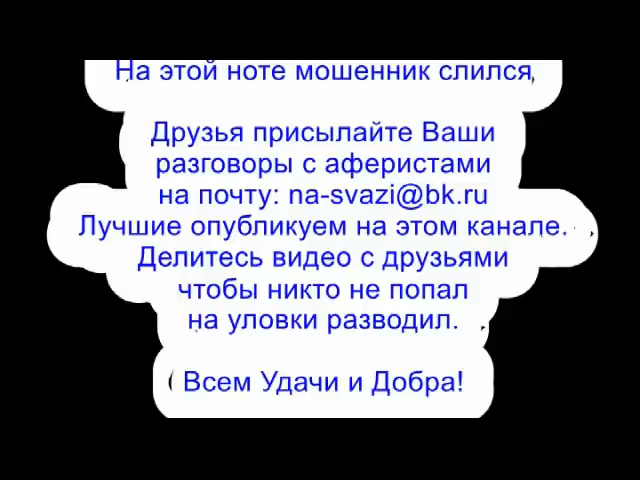 На этой ноте мошенник слился,
Друзья присылайте Ваши
разговоры с аферистами
на почту: na-svazi@bk.ru
Лучшие опубликуем на этом канале.
Делитесь видео с друзьями
чтобы никто не попал
на уловки разводил.
Всем Удачи и Добра!